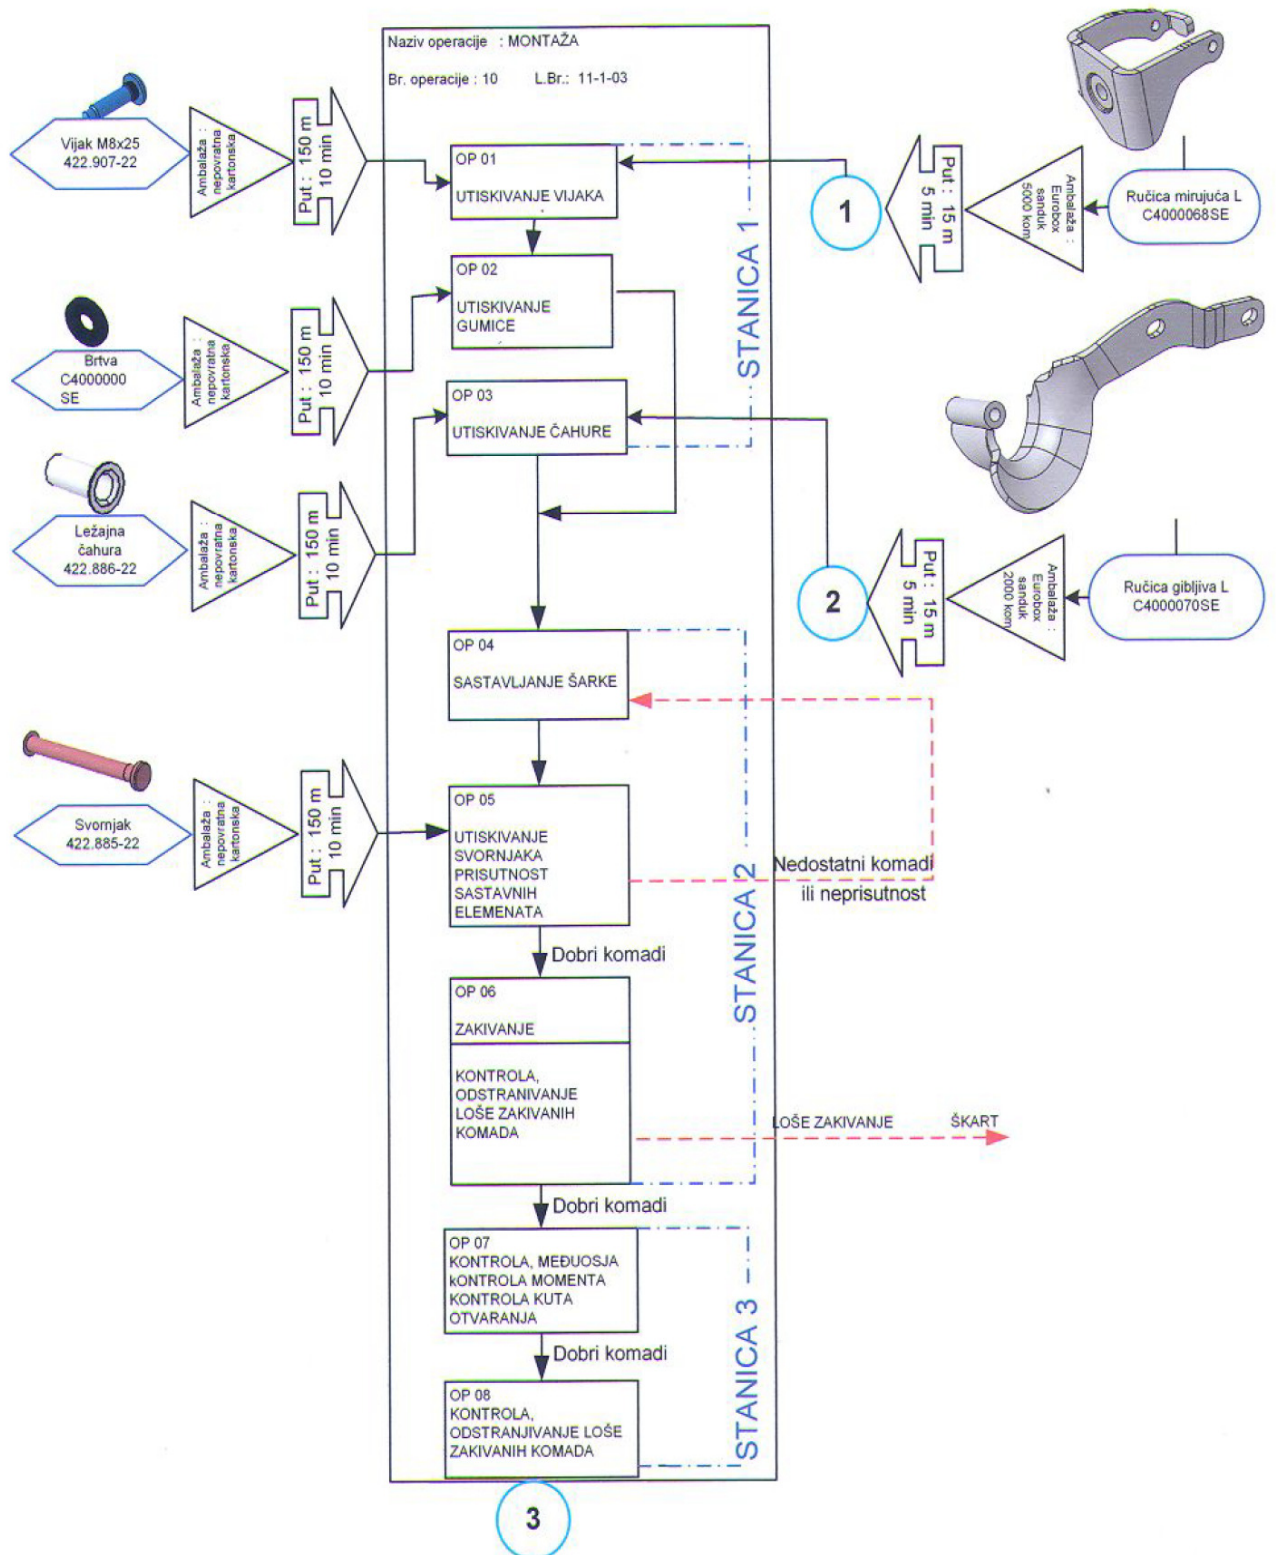 Naziv operacije : MONTAŽA
Br. operacije : 10 L.Br.: 11-1-03
Vijak M8x25
422.907-22
Ambalaža :
nepovratna
kartonska
Put : 150 m
10 min
OP 01
UTISKIVANJE VIJAKA
1
Put : 15 m
5 min
Ambalaža :
Eurobox
sanduk
5000 kom
Ručica mirujuća L
C4000068SE
STANICA 1
Brtva
C4000000
SE
Ambalaža :
nepovratna
kartonska
Put : 150 m
10 min
OP 02
UTISKIVANJE
GUMICE
OP 03
UTISKIVANJE ČAHURE
Ležajna
čahura
422.886-22
Ambalaža :
nepovratna
kartonska
Put : 150 m
10 min
2
Put : 15 m
5 min
Ambalaža :
Eurobox
sanduk
2000 kom
Ručica gibljiva L
C4000070SE
OP 04
SASTAVLJANJE ŠARKE
STANICA 2
Svornjak
422.885-22
Ambalaža :
nepovratna
kartonska
Put : 150 m
10 min
OP 05
UTISKIVANJE
SVORNJAKA
PRISUTNOST
SASTAVNIH
ELEMENATA
Nedostatni komadi
ili neprisutnost
Dobri komadi
OP 06
ZAKIVANJE
KONTROLA,
ODSTRANIVANJE
LOŠE ZAKIVANIH
KOMADA
LOŠE ZAKIVANJE ŠKART
Dobri komadi
OP 07
KONTROLA, MEĐUOSJA
kONTROLA MOMENTA
KONTROLA KUTA
OTVARANJA
STANICA 3
Dobri komadi
OP 08
KONTROLA,
ODSTRANJIVANJE LOŠE
ZAKIVANIH KOMADA
3